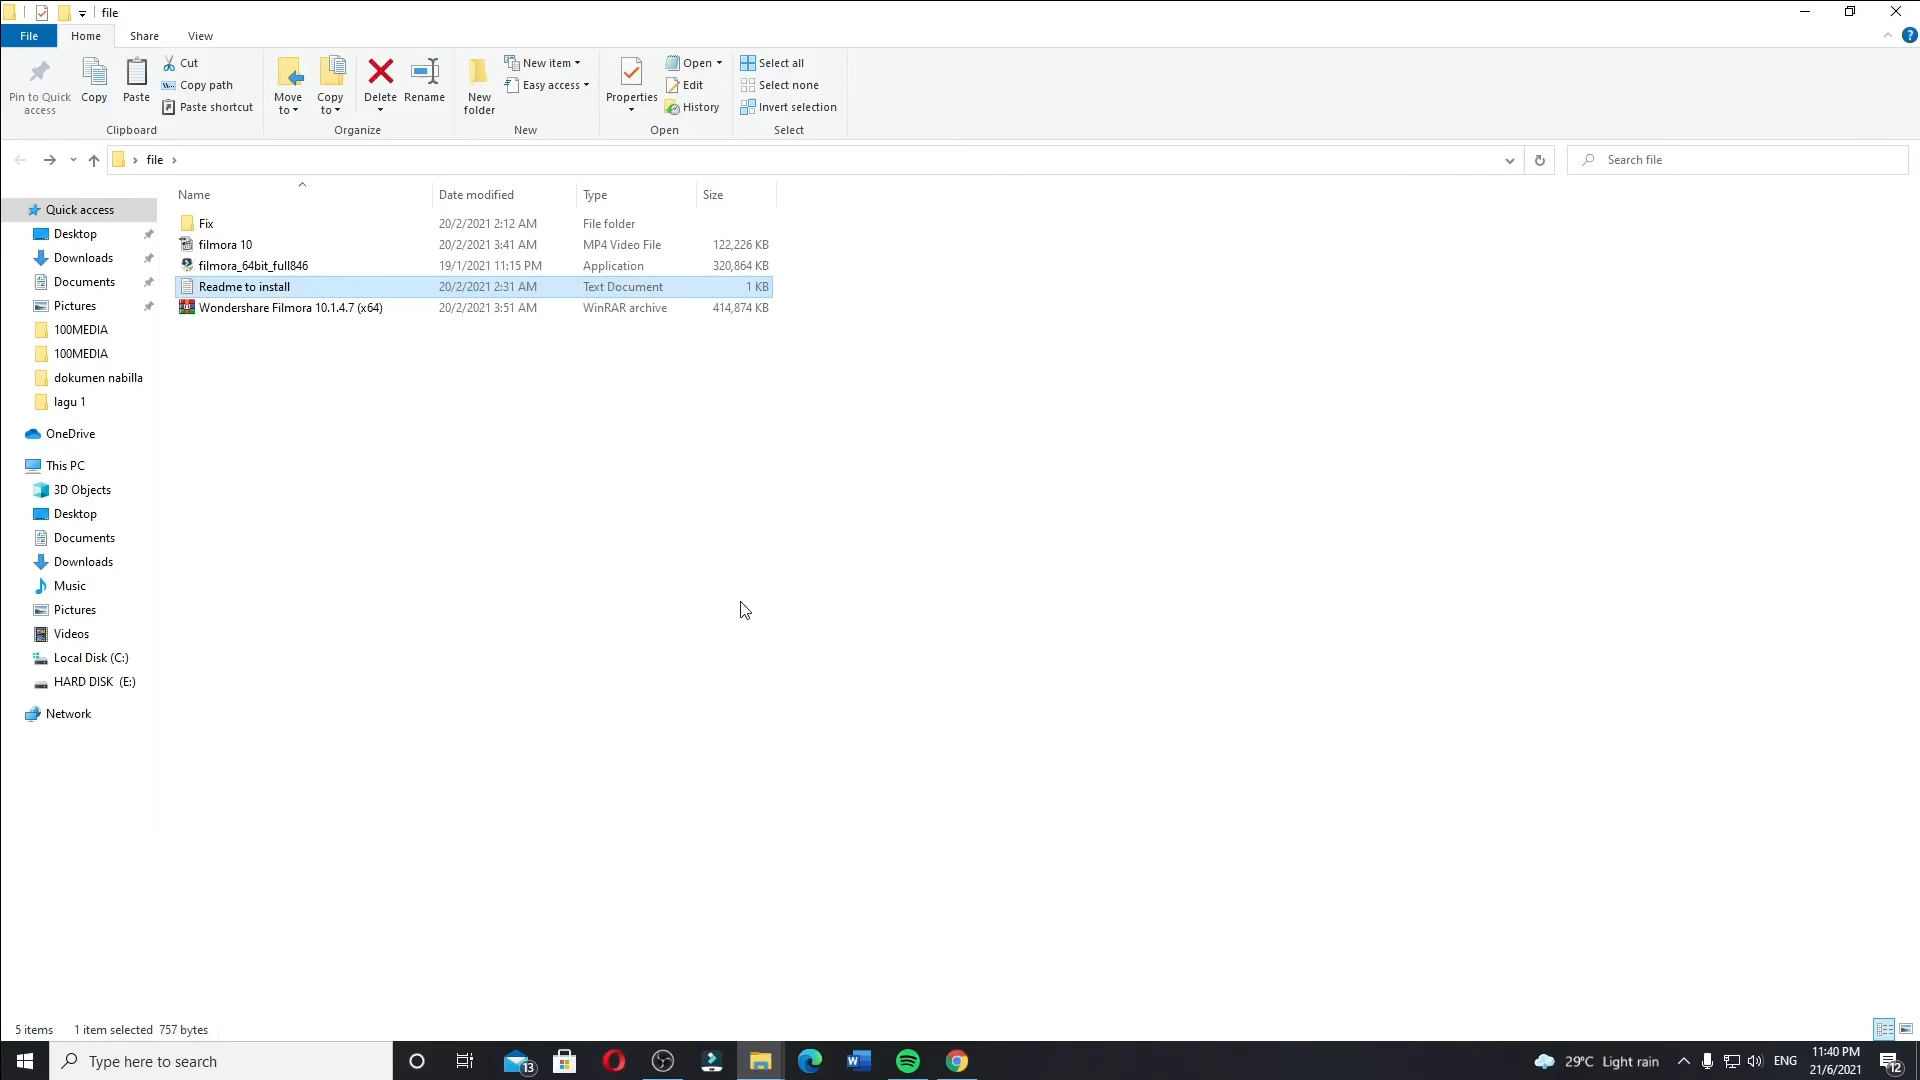 file
File Home Share View
Pin to Quick access
Copy
Paste
Cut
Copy path
Paste shortcut
Clipboard
Move to
Copy to
Delete
Rename
Organize
New folder
New item
Easy access
New
Properties
Open
Edit
History
Open
Select all
Select none
Invert selection
Select
file
Search file
Name Date modified Type Size
Fix 20/2/2021 2:12 AM File folder
filmora 10 20/2/2021 3:41 AM MP4 Video File 122,226 KB
filmora_64bit_full846 19/1/2021 11:15 PM Application 320,864 KB
Readme to install 20/2/2021 2:31 AM Text Document 1 KB
Wondershare Filmora 10.1.4.7 (x64) 20/2/2021 3:51 AM WinRAR archive 414,874 KB
Quick access
Desktop
Downloads
Documents
Pictures
100MEDIA
100MEDIA
dokumen nabilla
lagu 1
OneDrive
This PC
3D Objects
Desktop
Documents
Downloads
Music
Pictures
Videos
Local Disk (C:)
HARD DISK (E:)
Network
5 items 1 item selected 757 bytes
Type here to search
13
29°C Light rain
ENG
11:40 PM
21/6/2021
12